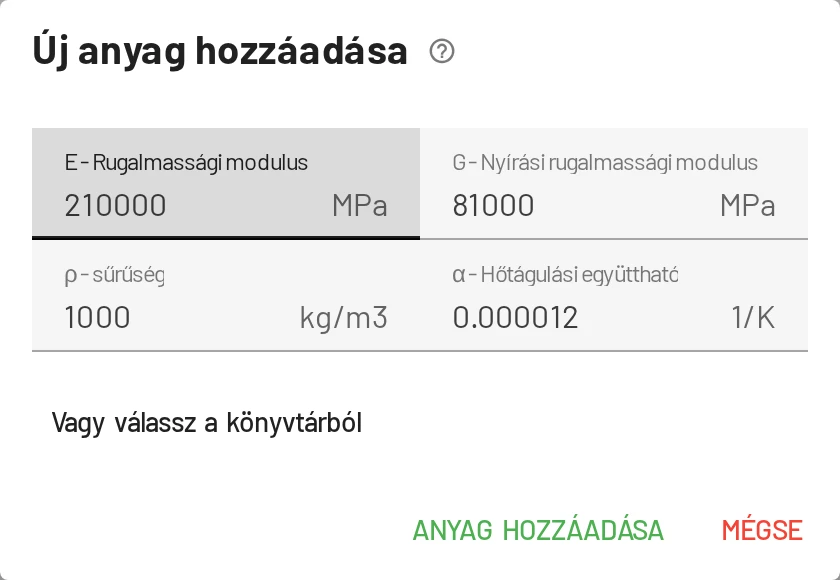 Új anyag hozzáadása ?
E - Rugalmassági modulus
210000 MPa
G - Nyírási rugalmassági modulus
81000 MPa
ρ - sűrűség
1000 kg/m3
α - Hőtágulási együttható
0.000012 1/K
Vagy válassz a könyvtárból
ANYAG HOZZÁADÁSA MÉGSE